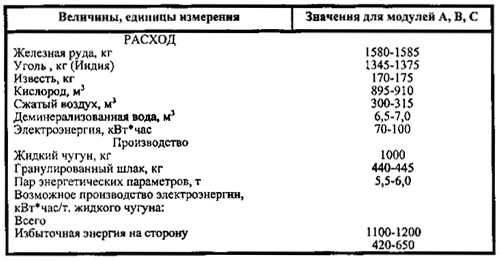 Величины, единицы измерения Значения для модулей А, В, С
РАСХОД
Железная руда, кг 1580-1585
Уголь , кг (Индия) 1345-1375
Известь, кг 170-175
Кислород, м³ 895-910
Сжатый воздух, м³ 300-315
Деминерализованная вода, м³ 6,5-7,0
Электроэнергия, кВт*час 70-100
Производство
Жидкий чугун, кг 1000
Гранулированный шлак, кг 440-445
Пар энергетических параметров, т 5,5-6,0
Возможное производство электроэнергии,
кВт*час/т. жидкого чугуна:
Всего
Избыточная энергия на сторону 1100-1200
420-650